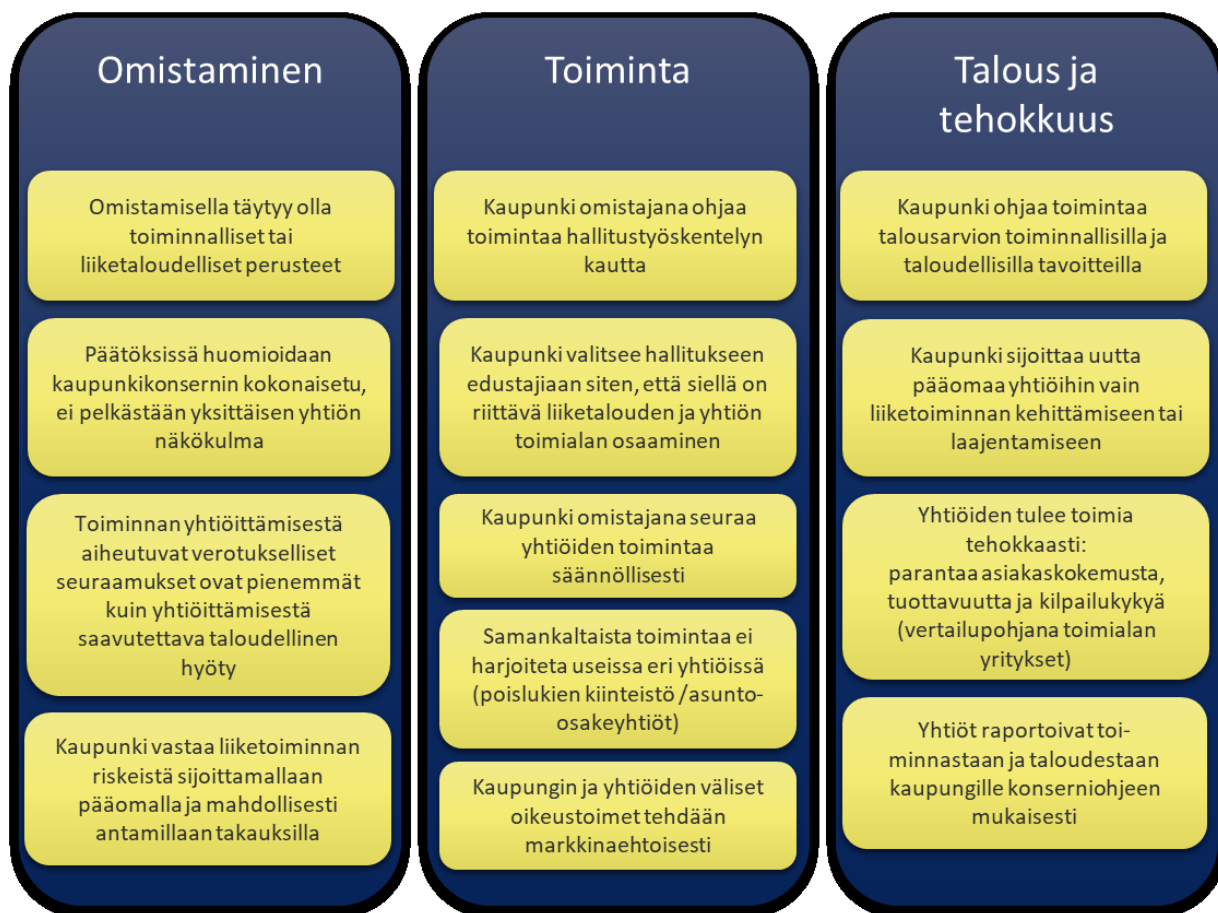 Omistaminen
Omistamisella täytyy olla
toiminnalliset tai
liiketaloudelliset perusteet
Päätöksissä huomioidaan
kaupunkikonsernin kokonaisetu,
ei pelkästään yksittäisen yhtiön
näkökulma
Toiminnan yhtiöittämisestä
aiheutuvat verotukselliset
seuraamukset ovat pienemmät
kuin yhtiöittämisestä
saavutettava taloudellinen
hyöty
Kaupunki vastaa liiketoiminnan
riskeistä sijoittamallaan
pääomalla ja mahdollisesti
antamillaan takauksilla
Toiminta
Kaupunki omistajana ohjaa
toimintaa hallitustyöskentelyn
kautta
Kaupunki valitsee hallitukseen
edustajiaan siten, että siellä on
riittävä liiketalouden ja yhtiön
toimialan osaaminen
Kaupunki omistajana seuraa
yhtiöiden toimintaa
säännöllisesti
Samankaltaista toimintaa ei
harjoiteta useissa eri yhtiöissä
(poislukien kiinteistö /asunto-
osakeyhtiöt)
Kaupungin ja yhtiöiden väliset
oikeustoimet tehdään
markkinaehtoisesti
Talous ja
tehokkuus
Kaupunki ohjaa toimintaa
talousarvion toiminnallisilla ja
taloudellisilla tavoitteilla
Kaupunki sijoittaa uutta
pääomaa yhtiöihin vain
liiketoiminnan kehittämiseen tai
laajentamiseen
Yhtiöiden tulee toimia
tehokkaasti:
parantaa asiakaskokemusta,
tuottavuutta ja kilpailukykyä
(vertailupohjana toimialan
yritykset)
Yhtiöt raportoivat toi-
minnastaan ja taloudestaan
kaupungille konserniohjeen
mukaisesti